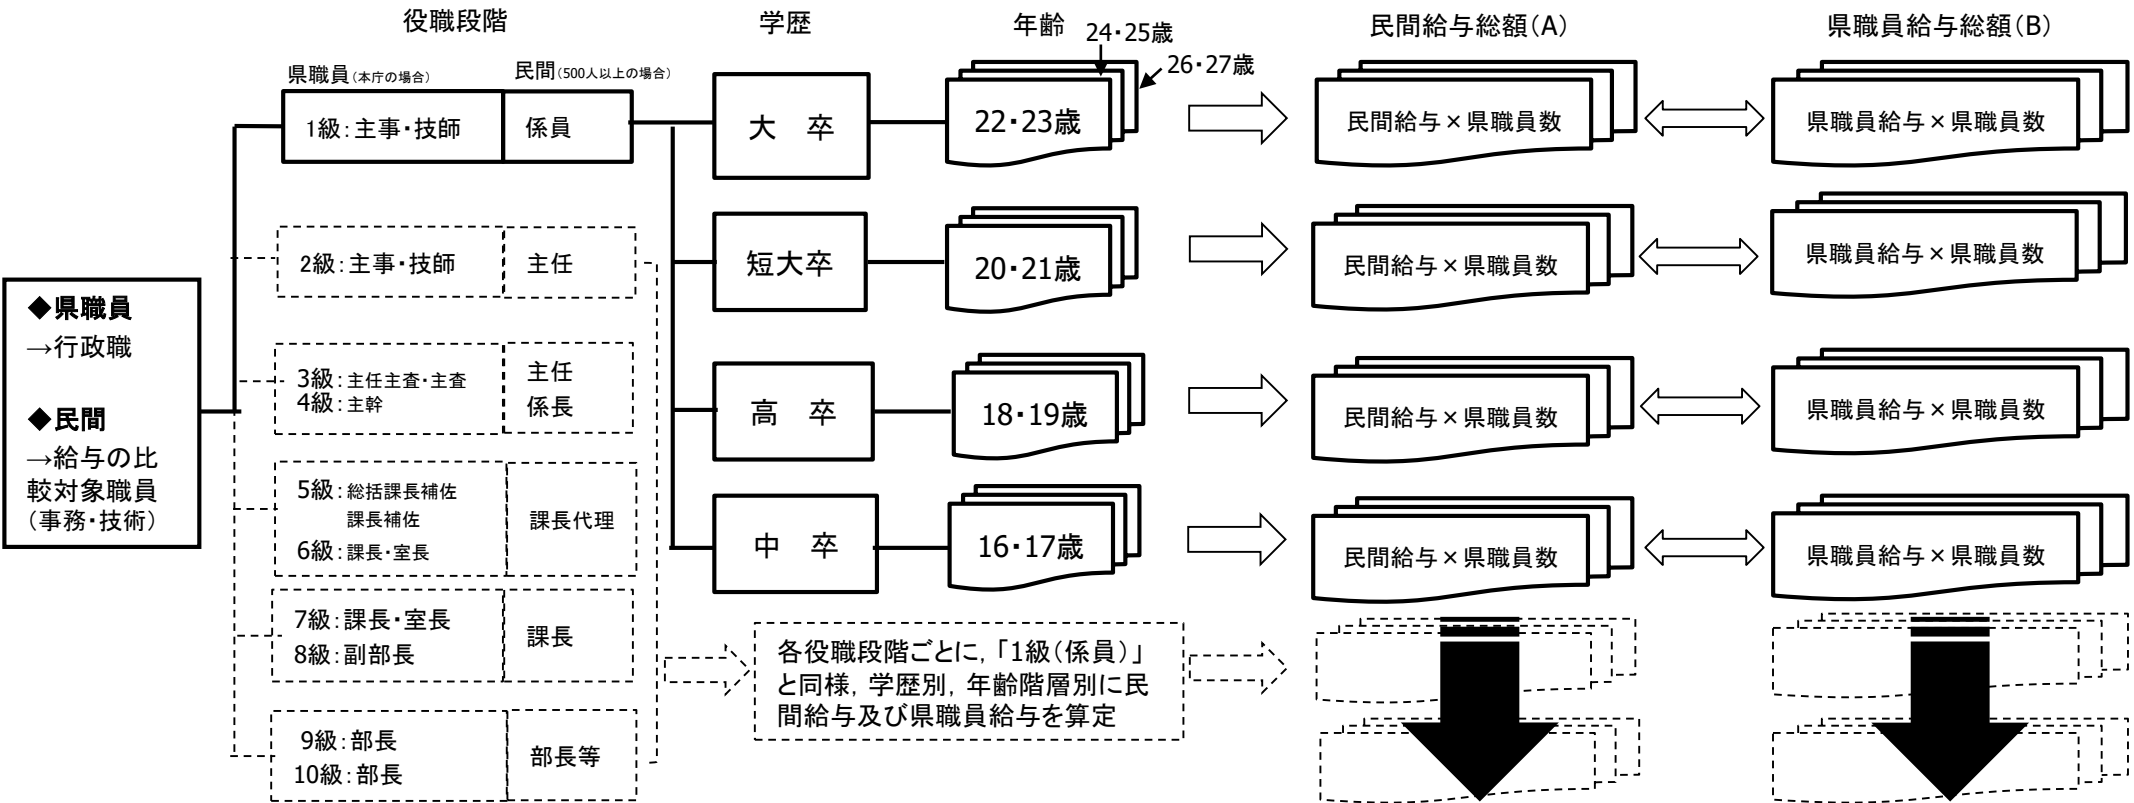 役職段階
学歴
年齢
24・25歳
26・27歳
民間給与総額(A)
県職員給与総額(B)
県職員(本庁の場合)
民間(500人以上の場合)
1級:主事・技師
係員
大 卒
22・23歳
民間給与×県職員数
県職員給与×県職員数
2級:主事・技師
主任
短大卒
20・21歳
民間給与×県職員数
県職員給与×県職員数
◆県職員
→行政職
◆民間
→給与の比
較対象職員
(事務・技術)
3級:主任主査・主査
4級:主幹
主任
係長
高 卒
18・19歳
民間給与×県職員数
県職員給与×県職員数
5級:総括課長補佐
課長補佐
6級:課長・室長
課長代理
中 卒
16・17歳
民間給与×県職員数
県職員給与×県職員数
7級:課長・室長
8級:副部長
課長
各役職段階ごとに,「1級(係員)」
と同様,学歴別,年齢階層別に民
間給与及び県職員給与を算定
9級:部長
10級:部長
部長等